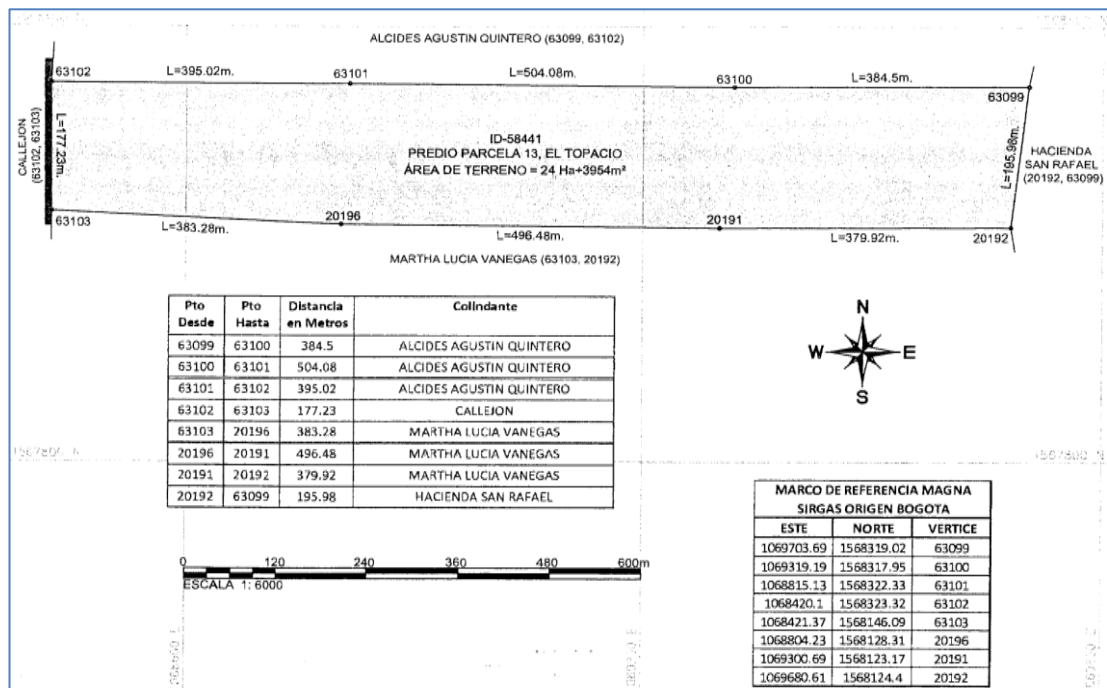 ALCIDES AGUSTIN QUINTERO (63099, 63102)
63102 L=395.02m. 63101 L=504.08m. 63100 L=384.5m.
63099
CALLEJON
(63102, 63103)
L=177.23m.
ID-58441
PREDIO PARCELA 13, EL TOPACIO
ÁREA DE TERRENO = 24 Ha+3954m²
L=195.98m.
HACIENDA
SAN RAFAEL
(20192, 63099)
63103 L=383.28m. 20196 L=496.48m. 20191 L=379.92m. 20192
MARTHA LUCIA VANEGAS (63103, 20192)
Pto Desde Pto Hasta Distancia en Metros Colindante
63099 63100 384.5 ALCIDES AGUSTIN QUINTERO
63100 63101 504.08 ALCIDES AGUSTIN QUINTERO
63101 63102 395.02 ALCIDES AGUSTIN QUINTERO
63102 63103 177.23 CALLEJON
63103 20196 383.28 MARTHA LUCIA VANEGAS
20196 20191 496.48 MARTHA LUCIA VANEGAS
20191 20192 379.92 MARTHA LUCIA VANEGAS
20192 63099 195.98 HACIENDA SAN RAFAEL
N
W E
S
1567800 N
MARCO DE REFERENCIA MAGNA
SIRGAS ORIGEN BOGOTA
ESTE NORTE VERTICE
1069703.69 1568319.02 63099
1069319.19 1568317.95 63100
1068815.13 1568322.33 63101
1068420.1 1568323.32 63102
1068421.37 1568146.09 63103
1068804.23 1568128.31 20196
1069300.69 1568123.17 20191
1069680.61 1568124.4 20192
0 120 240 360 480 600m
ESCALA 1: 6000